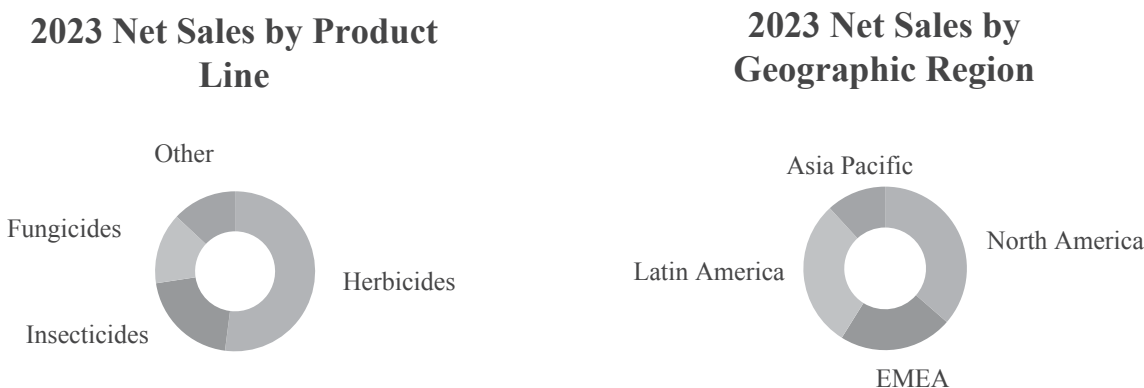 2023 Net Sales by Product
Line
Other
Fungicides
Herbicides
Insecticides
2023 Net Sales by
Geographic Region
Asia Pacific
North America
Latin America
EMEA